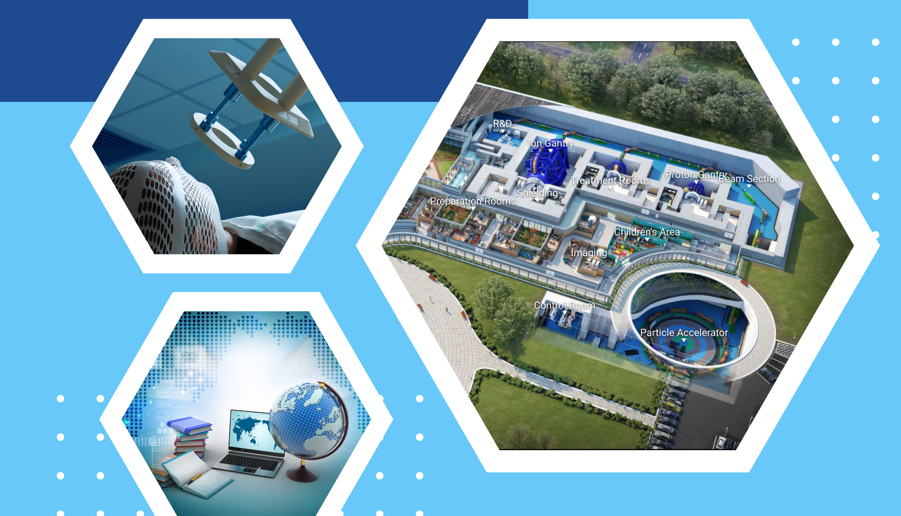 R&D
Ion Gantry
Treatment Rooms
Proton Gantry
Beam Section
Shielding
Preparation Rooms
Children's Area
Imaging
Control Room
Particle Accelerator